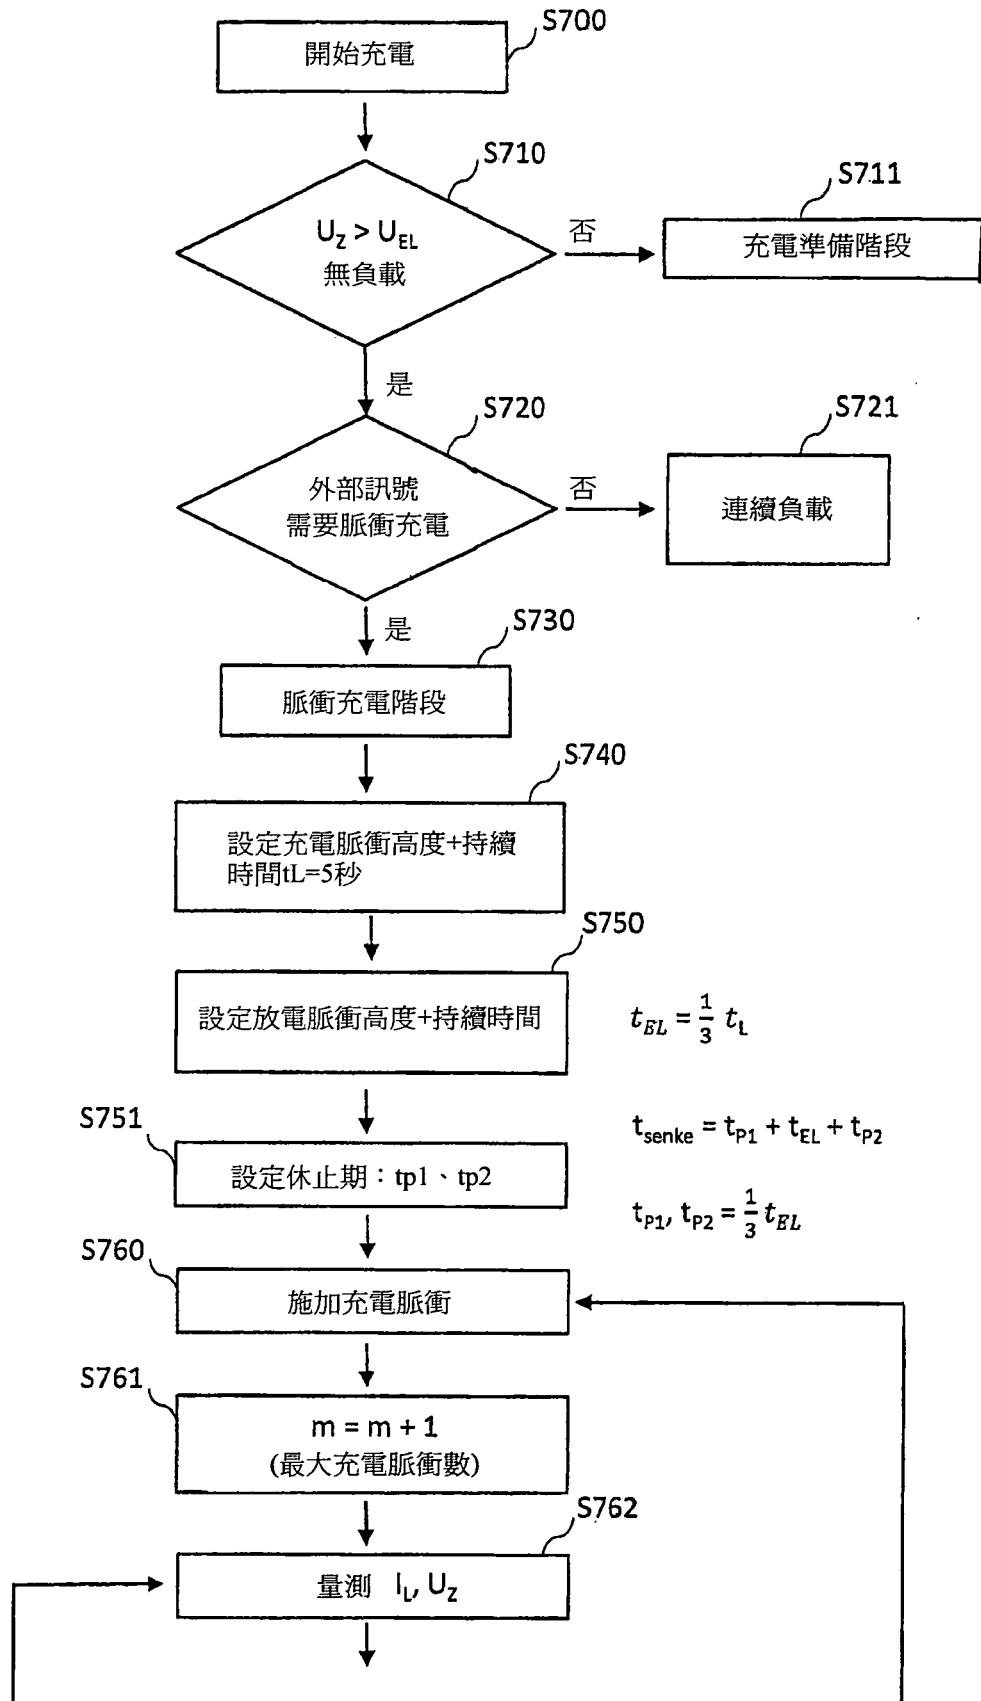 S700
開始充電
S710
U_Z > U_EL
無負載
否
S711
充電準備階段
是
S720
外部訊號
需要脈衝充電
否
S721
連續負載
是
S730
脈衝充電階段
S740
設定充電脈衝高度+持續
時間tL=5秒
S750
設定放電脈衝高度+持續時間
t_EL = 1/3 t_L
S751
設定休止期：tp1、tp2
t_senke = t_P1 + t_EL + t_P2
t_P1, t_P2 = 1/3 t_EL
S760
施加充電脈衝
S761
m = m + 1
(最大充電脈衝數)
S762
量測 I_L, U_Z